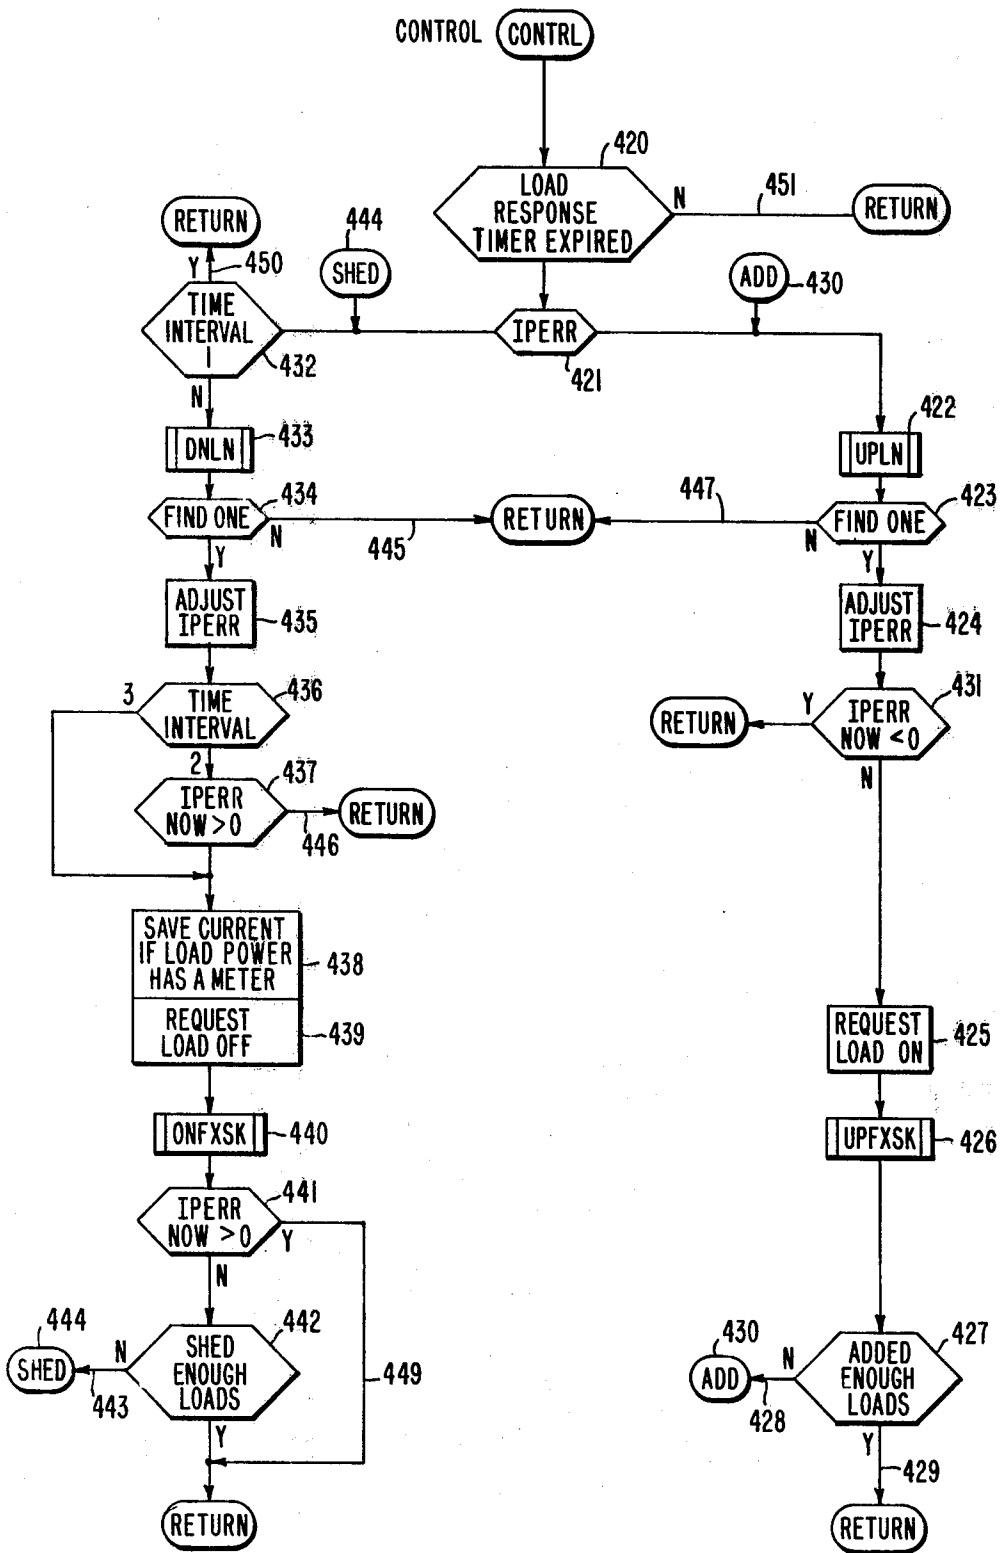 CONTROL CONTRL
420
LOAD
RESPONSE
TIMER EXPIRED
N
451
RETURN
RETURN
Y
450
444
SHED
ADD
430
TIME
INTERVAL
1
432
IPERR
421
N
DNLN
433
422
UPLN
FIND ONE
434
N
445
RETURN
447
N
FIND ONE
423
Y
Y
ADJUST
IPERR
435
ADJUST
IPERR
424
3
TIME
INTERVAL
436
RETURN
Y
IPERR
NOW <0
431
2
N
IPERR
NOW >0
437
446
RETURN
SAVE CURRENT
IF LOAD POWER
HAS A METER
438
REQUEST
LOAD OFF
439
REQUEST
LOAD ON
425
ONFXSK
440
UPFXSK
426
IPERR
NOW >0
441
Y
N
444
SHED
N
443
SHED
ENOUGH
LOADS
442
449
430
ADD
N
428
ADDED
ENOUGH
LOADS
427
Y
Y
429
RETURN
RETURN